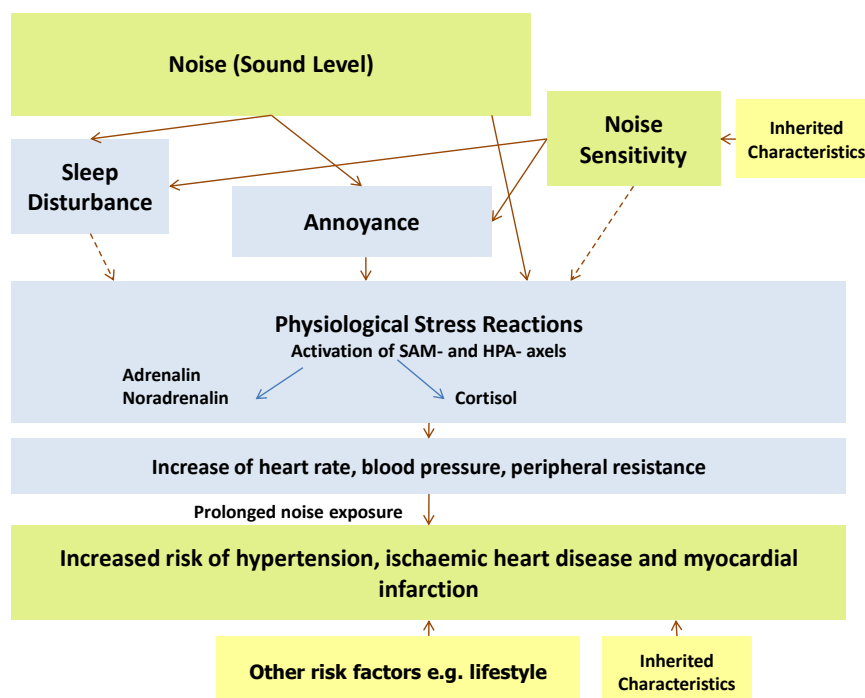 Noise (Sound Level)
Noise
Sensitivity
Inherited
Characteristics
Sleep
Disturbance
Annoyance
Physiological Stress Reactions
Activation of SAM- and HPA- axels
Adrenalin
Noradrenalin
Cortisol
Increase of heart rate, blood pressure, peripheral resistance
Prolonged noise exposure
Increased risk of hypertension, ischaemic heart disease and myocardial
infarction
Other risk factors e.g. lifestyle
Inherited
Characteristics